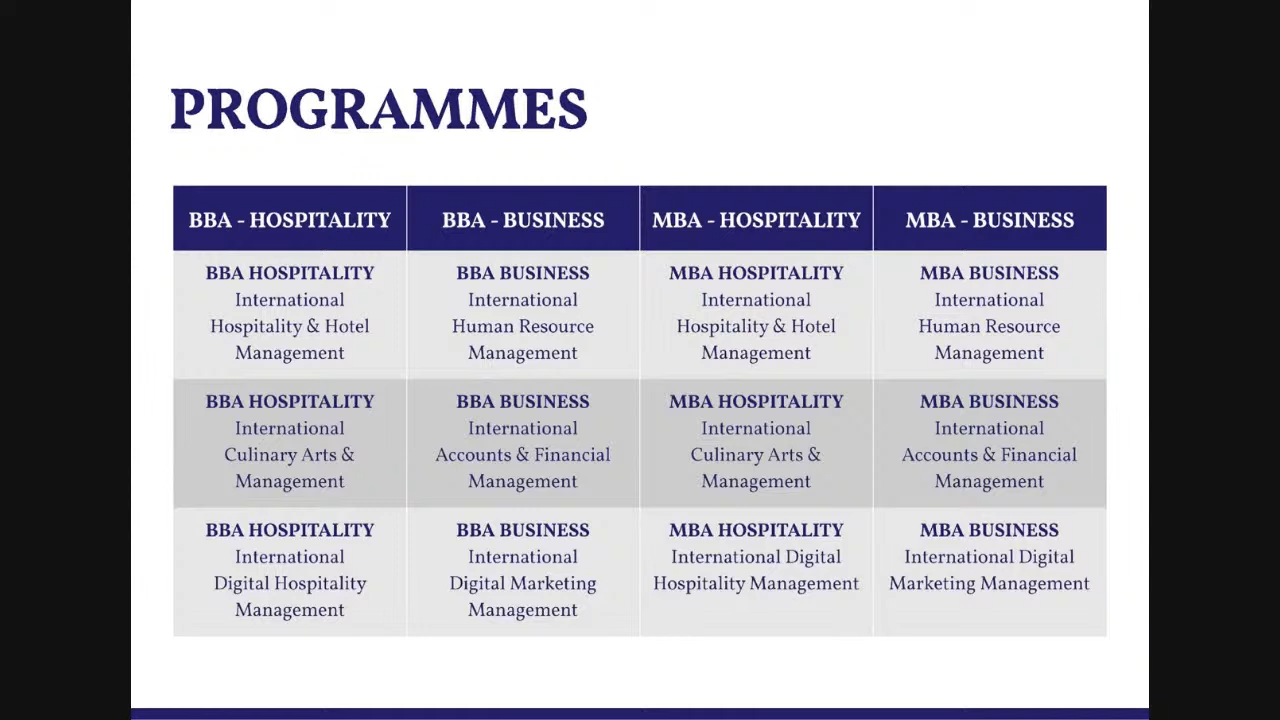 PROGRAMMES
BBA - HOSPITALITY
BBA - BUSINESS
MBA - HOSPITALITY
MBA - BUSINESS
BBA HOSPITALITY
International
Hospitality & Hotel
Management
BBA BUSINESS
International
Human Resource
Management
MBA HOSPITALITY
International
Hospitality & Hotel
Management
MBA BUSINESS
International
Human Resource
Management
BBA HOSPITALITY
International
Culinary Arts &
Management
BBA BUSINESS
International
Accounts & Financial
Management
MBA HOSPITALITY
International
Culinary Arts &
Management
MBA BUSINESS
International
Accounts & Financial
Management
BBA HOSPITALITY
International
Digital Hospitality
Management
BBA BUSINESS
International
Digital Marketing
Management
MBA HOSPITALITY
International Digital
Hospitality Management
MBA BUSINESS
International Digital
Marketing Management